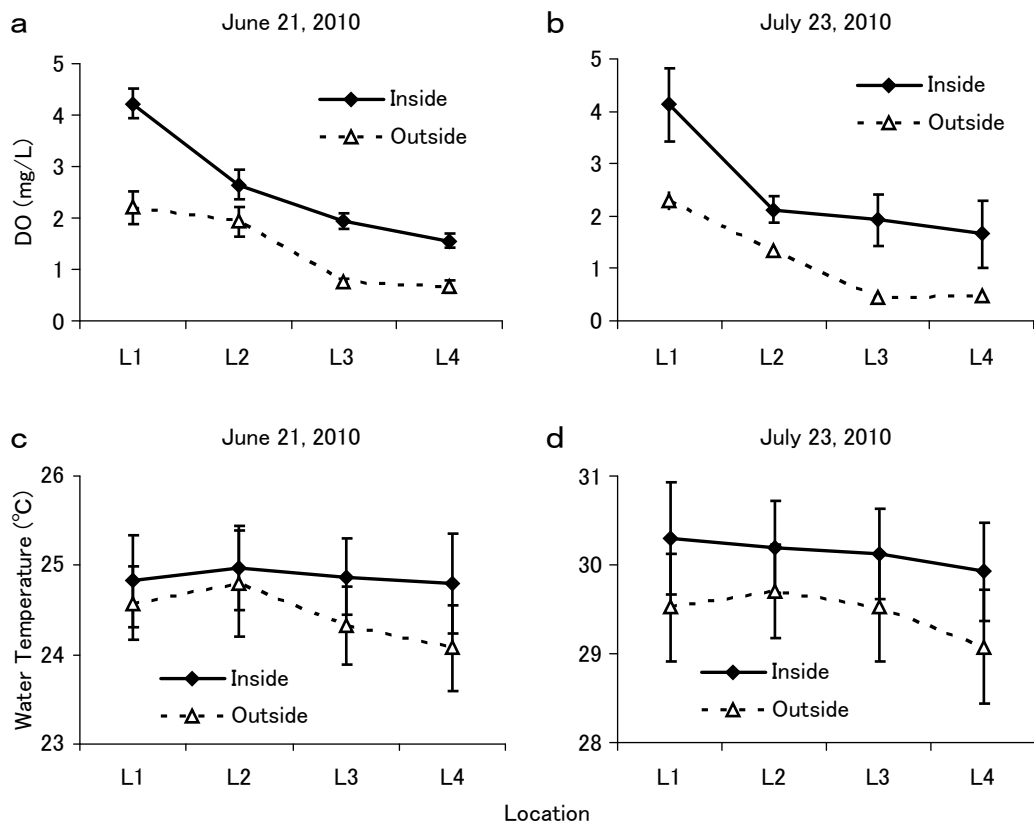 a
June 21, 2010
5
4
3
2
1
0
DO (mg/L)
Inside
Outside
L1
L2
L3
L4
b
July 23, 2010
5
4
3
2
1
0
Inside
Outside
L1
L2
L3
L4
c
June 21, 2010
26
25
24
23
Water Temperature (°C)
Inside
Outside
L1
L2
L3
L4
d
July 23, 2010
31
30
29
28
Inside
Outside
L1
L2
L3
L4
Location